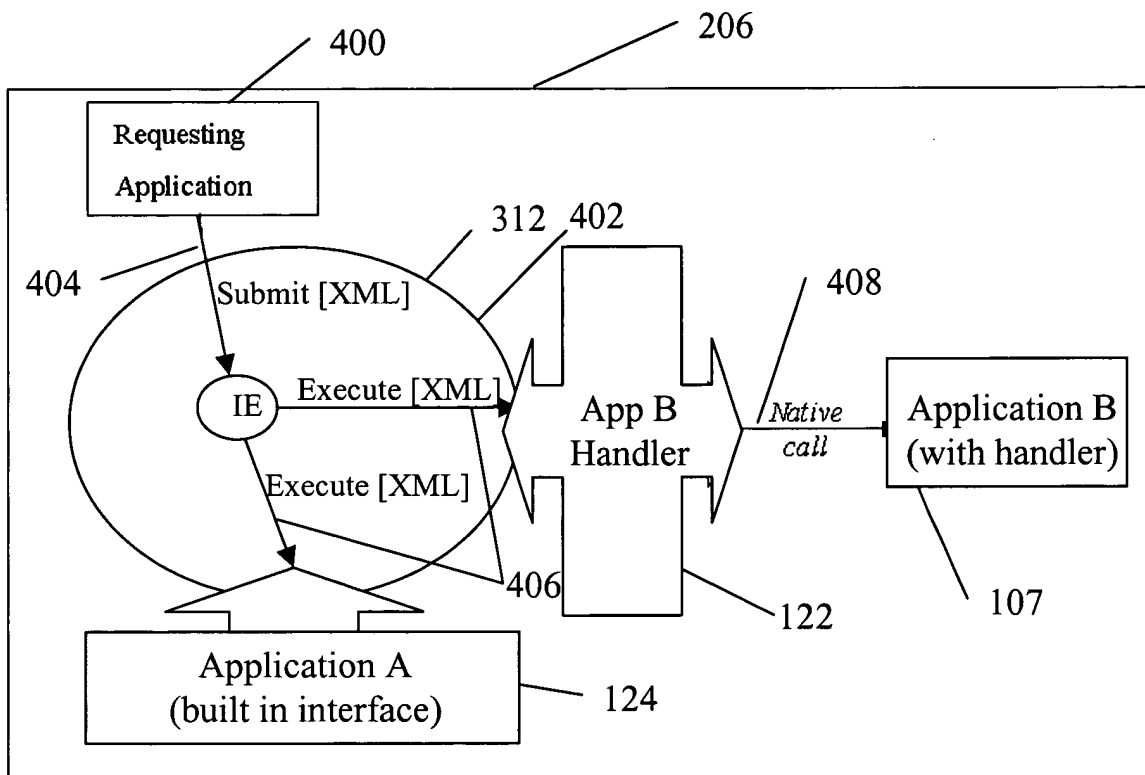 206
400
Requesting
Application
312
402
404
Submit [XML]
408
IE
Execute [XML]
App B
Handler
Native
call
Application B
(with handler)
Execute [XML]
406
122
107
Application A
(built in interface)
124